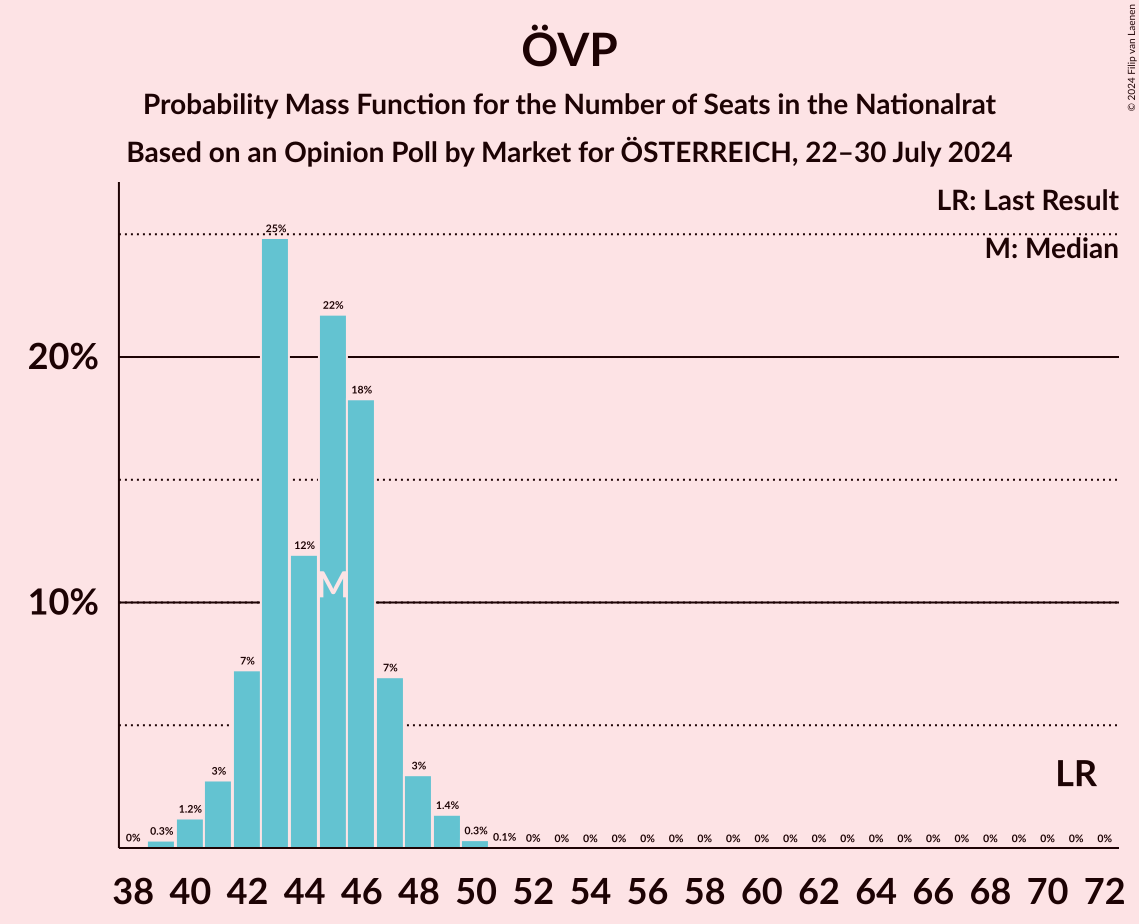 ÖVP
Probability Mass Function for the Number of Seats in the Nationalrat
Based on an Opinion Poll by Market for ÖSTERREICH, 22–30 July 2024
© 2024 Filip van Laenen
LR: Last Result
M: Median
20%
10%
0% 0.3% 1.2% 3% 7% 25% 12% 22% 18% 7% 3% 1.4% 0.3% 0.1% 0% 0% 0% 0% 0% 0% 0% 0% 0% 0% 0% 0% 0% 0% 0% 0% 0% 0% 0% 0% 0%
M
LR
38 40 42 44 46 48 50 52 54 56 58 60 62 64 66 68 70 72